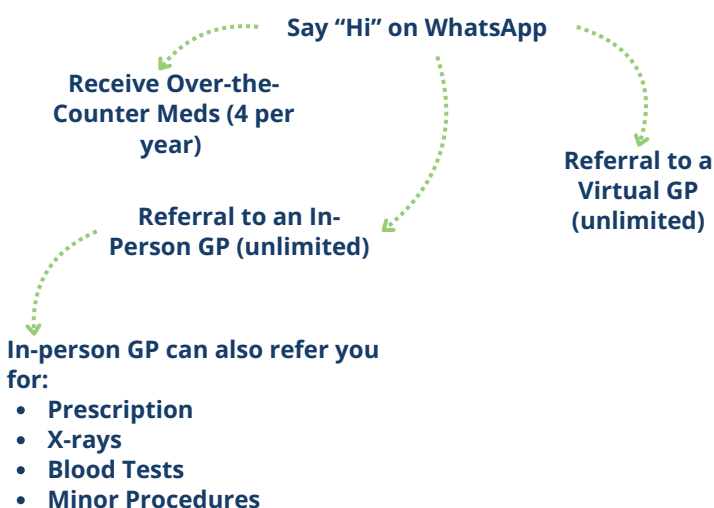 Say “Hi” on WhatsApp
Receive Over-the-
Counter Meds (4 per
year)
Referral to a
Virtual GP
(unlimited)
Referral to an In-
Person GP (unlimited)
In-person GP can also refer you
for:
• Prescription
• X-rays
• Blood Tests
• Minor Procedures